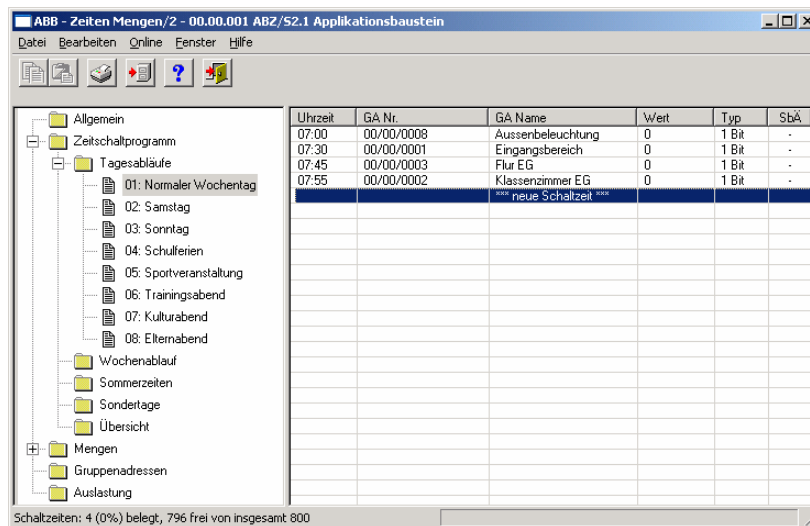 ABB - Zeiten Mengen/2 - 00.00.001 ABZ/S2.1 Applikationsbaustein
Datei Bearbeiten Online Fenster Hilfe
Allgemein
Zeitschaltprogramm
Tagesabläufe
01: Normaler Wochentag
02: Samstag
03: Sonntag
04: Schulferien
05: Sportveranstaltung
06: Trainingsabend
07: Kulturabend
08: Elternabend
Wochenablauf
Sommerzeiten
Sondertage
Übersicht
Mengen
Gruppenadressen
Auslastung
Uhrzeit GA Nr. GA Name Wert Typ SbÄ
07:00 00/00/0008 Aussenbeleuchtung 0 1 Bit -
07:30 00/00/0001 Eingangsbereich 0 1 Bit -
07:45 00/00/0003 Flur EG 0 1 Bit -
07:55 00/00/0002 Klassenzimmer EG 0 1 Bit -
*** neue Schaltzeit ***
Schaltzeiten: 4 (0%) belegt, 796 frei von insgesamt 800